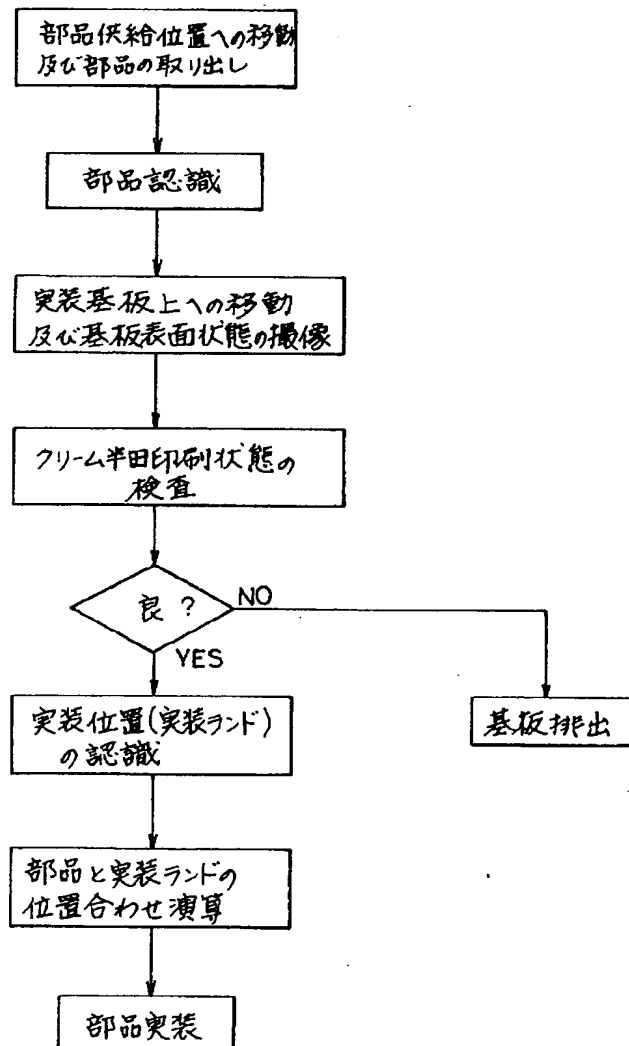 部品供給位置への移動
及び部品の取り出し
部品認識
実装基板上への移動
及び基板表面状態の撮像
クリーム半田印刷状態の
検査
良?
NO
YES
実装位置(実装ランド)
の認識
基板排出
部品と実装ランドの
位置合わせ演算
部品実装